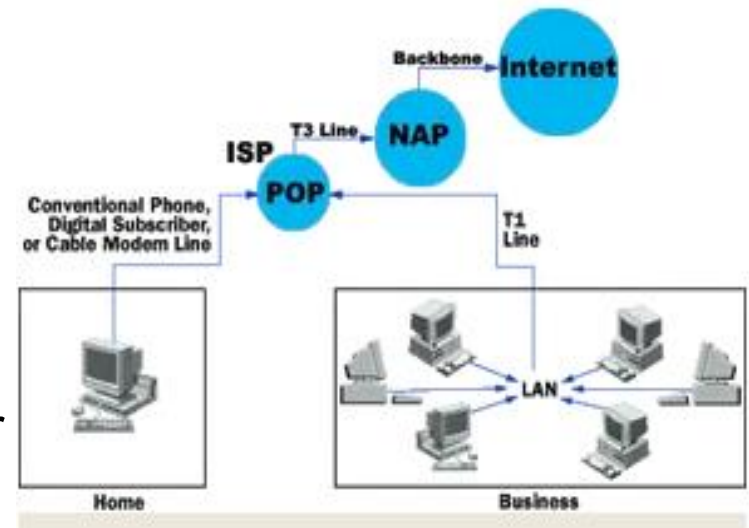 Backbone
Internet
T3 Line
NAP
ISP
POP
Conventional Phone,
Digital Subscriber,
or Cable Modem Line
T1
Line
LAN
Home
Business